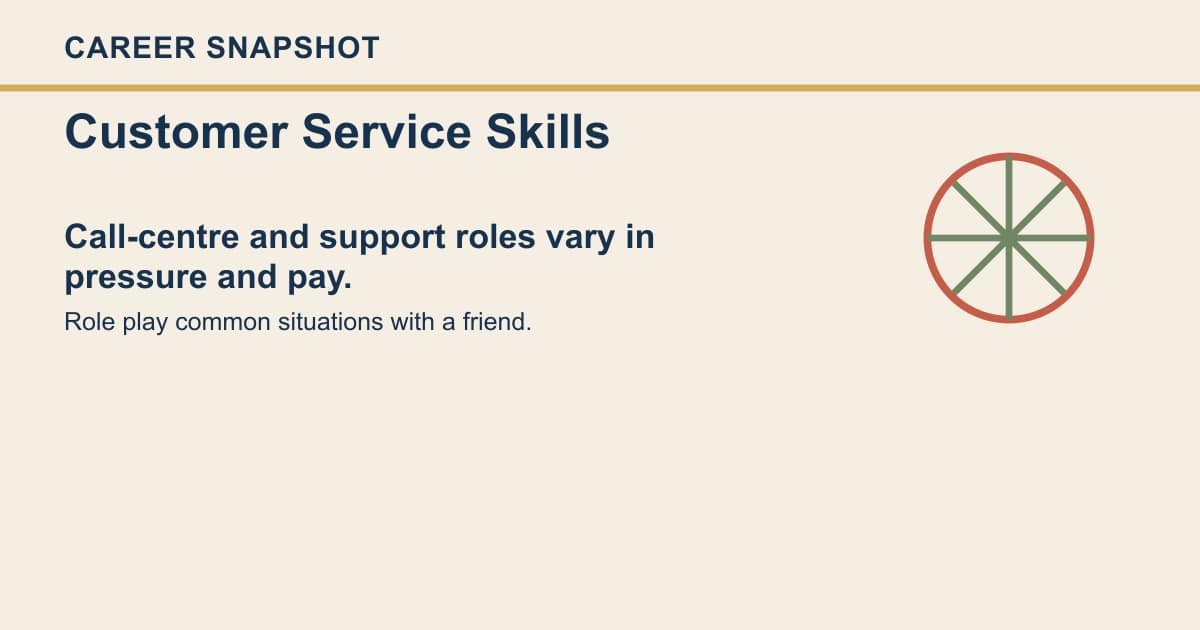 CAREER SNAPSHOT
Customer Service Skills
Call-centre and support roles vary in
pressure and pay.
Role play common situations with a friend.